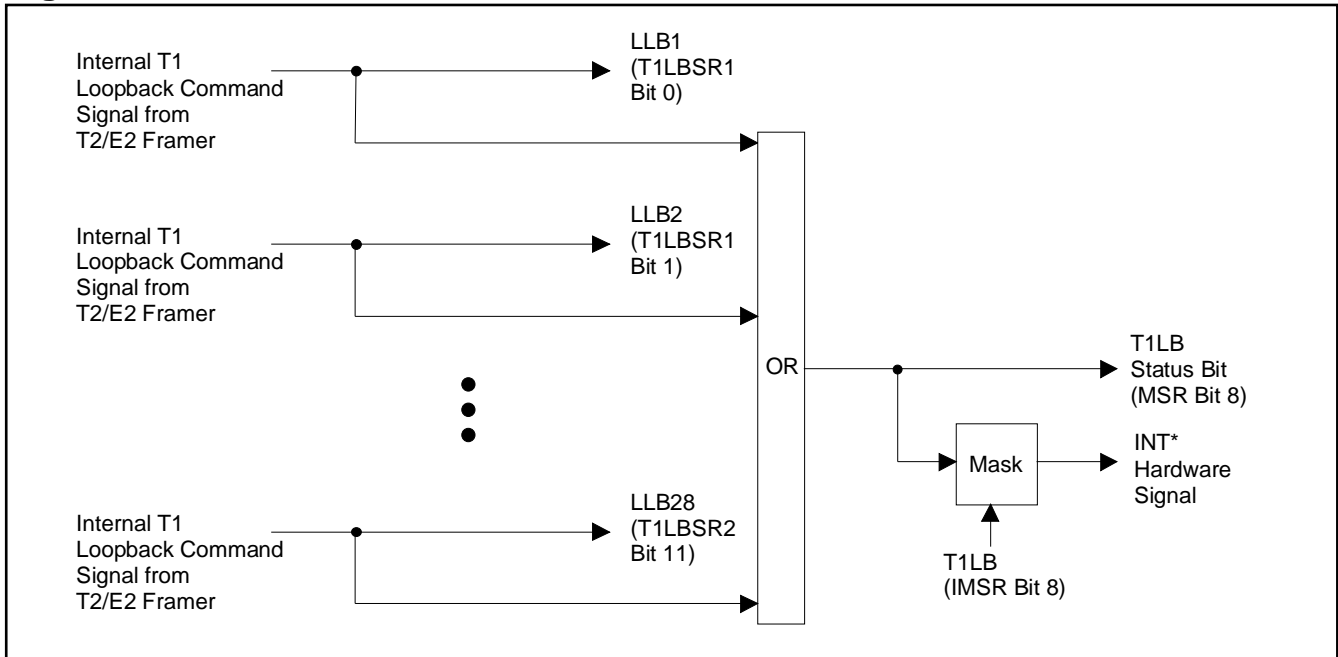 Internal T1
Loopback Command
Signal from
T2/E2 Framer
LLB1
(T1LBSR1
Bit 0)
Internal T1
Loopback Command
Signal from
T2/E2 Framer
LLB2
(T1LBSR1
Bit 1)
OR
T1LB
Status Bit
(MSR Bit 8)
Mask
INT*
Hardware
Signal
T1LB
(IMSR Bit 8)
Internal T1
Loopback Command
Signal from
T2/E2 Framer
LLB28
(T1LBSR2
Bit 11)